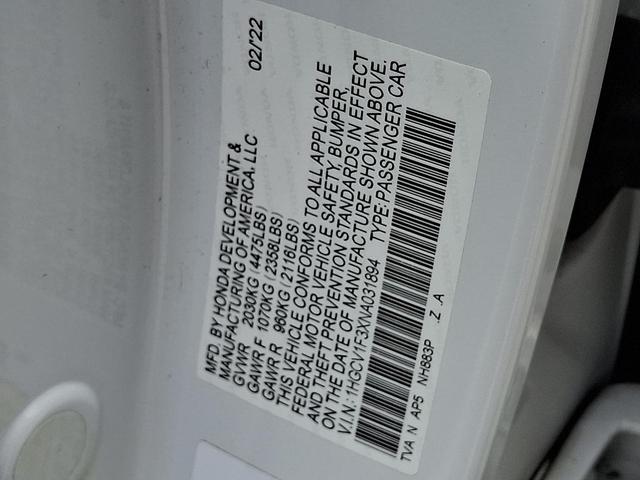 MFD. BY HONDA DEVELOPMENT & 02/22
MANUFACTURING OF AMERICA, LLC
GVWR 2030KG (4475LBS)
GAWR F 1070KG (2358LBS)
GAWR R 960KG (2116LBS)
THIS VEHICLE CONFORMS TO ALL APPLICABLE
FEDERAL MOTOR VEHICLE SAFETY, BUMPER,
AND THEFT PREVENTION STANDARDS IN EFFECT
ON THE DATE OF MANUFACTURE SHOWN ABOVE.
V.I.N.: 1HGCV1F3XNA031894 TYPE: PASSENGER CAR
TVA N AP5 NH883P .Z .A